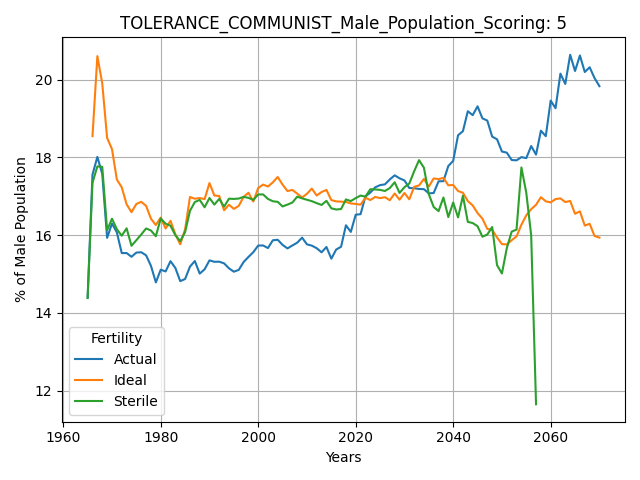 TOLERANCE_COMMUNIST_Male_Population_Scoring: 5
% of Male Population
20
18
16
14
12
Fertility
Actual
Ideal
Sterile
1960 1980 2000 2020 2040 2060
Years